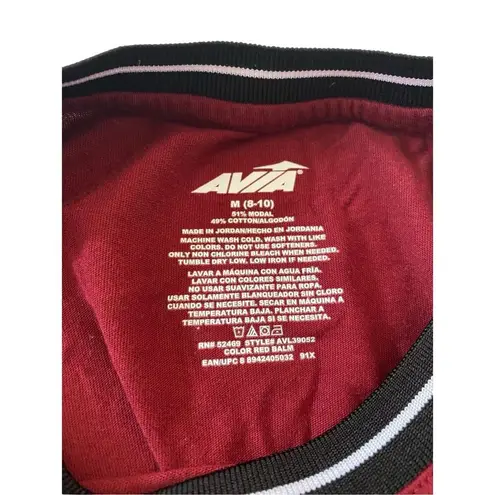 AVIA
M (8-10)
51% MODAL
49% COTTON/ALGODÓN
MADE IN JORDAN/HECHO EN JORDANIA
MACHINE WASH COLD, WASH WITH LIKE
COLORS. DO NOT USE SOFTENERS.
ONLY NON CHLORINE BLEACH WHEN NEEDED.
TUMBLE DRY LOW. LOW IRON IF NEEDED.
LAVAR A MÁQUINA CON AGUA FRÍA.
LAVAR CON COLORES SIMILARES.
NO USAR SUAVIZANTE PARA ROPA.
USAR SOLAMENTE BLANQUEADOR SIN CLORO
CUANDO SE NECESITE. SECAR EN MÁQUINA A
TEMPERATURA BAJA. PLANCHAR A
TEMPERATURA BAJA SI SE NECESITA.
RN# 52469 STYLE# AVL39052
COLOR RED BALM
EAN/UPC 8 8942405032 91X